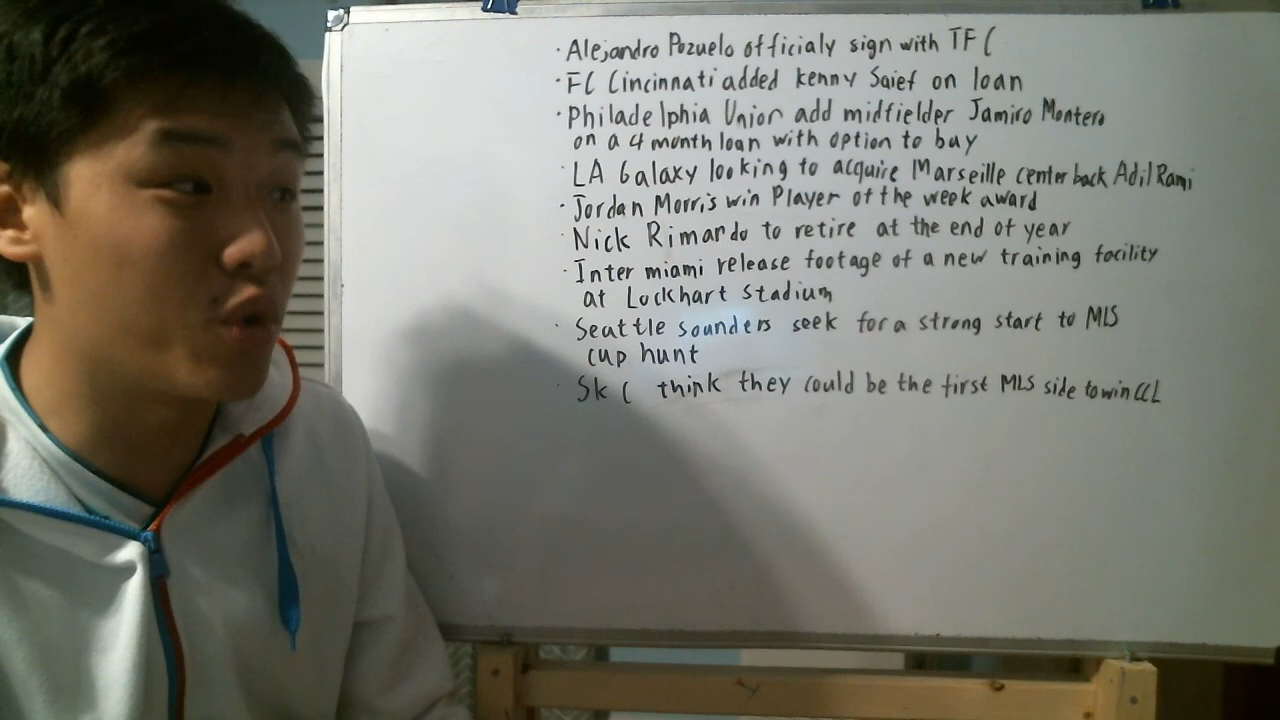 · Alejandro Pozuelo officialy sign with TFC
· FC Cincinnati added kenny Saief on loan
· Philadelphia Union add midfielder Jamiro Montero
on a 4 month loan with option to buy
· LA Galaxy looking to acquire Marseille center back Adil Rami
· Jordan Morris win Player of the week award
· Nick Rimardo to retire at the end of year
· Inter miami release footage of a new training facility
at Lockhart Stadium
· Seattle sounders seek for a strong start to MLS
cup hunt
· SkC think they could be the first MLS side to win CCL